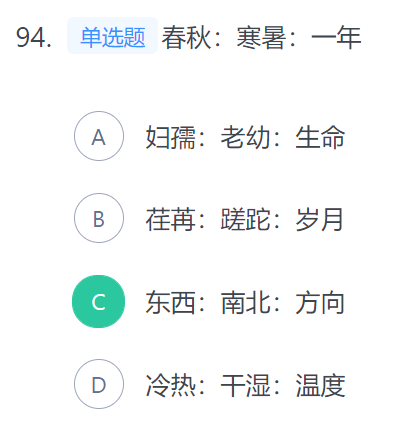 94. 单选题 春秋：寒暑：一年
A 妇孺：老幼：生命
B 荏苒：蹉跎：岁月
C 东西：南北：方向
D 冷热：干湿：温度